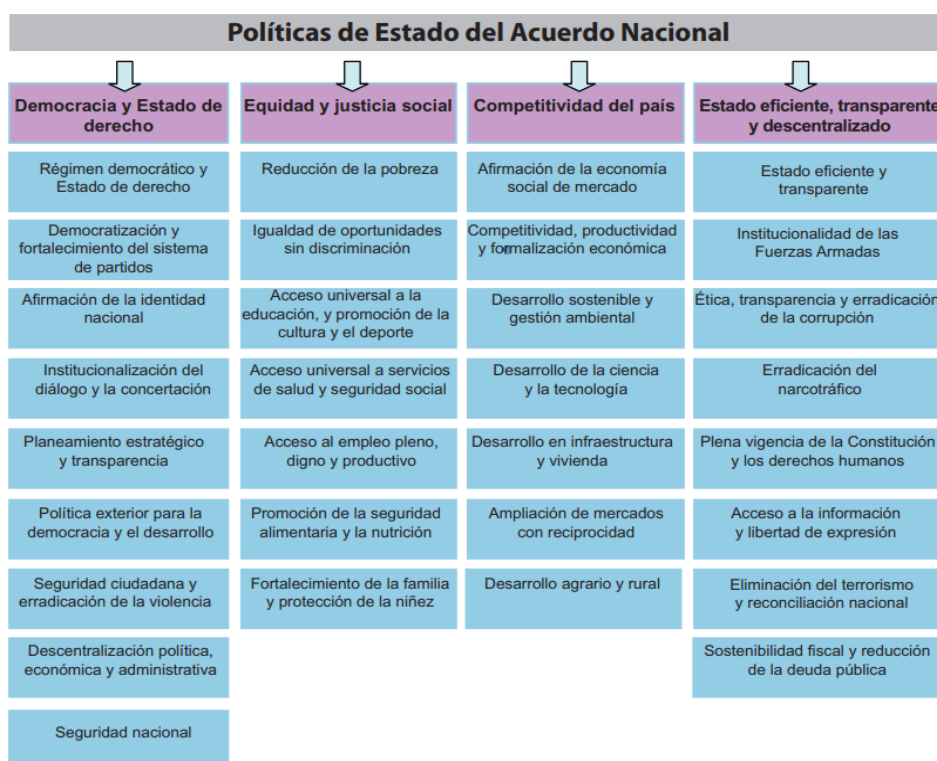 Políticas de Estado del Acuerdo Nacional
Democracia y Estado de
derecho
Régimen democrático y
Estado de derecho
Democratización y
fortalecimiento del sistema
de partidos
Afirmación de la identidad
nacional
Institucionalización del
diálogo y la concertación
Planeamiento estratégico
y transparencia
Política exterior para la
democracia y el desarrollo
Seguridad ciudadana y
erradicación de la violencia
Descentralización política,
económica y administrativa
Seguridad nacional
Equidad y justicia social
Reducción de la pobreza
Igualdad de oportunidades
sin discriminación
Acceso universal a la
educación, y promoción de la
cultura y el deporte
Acceso universal a servicios
de salud y seguridad social
Acceso al empleo pleno,
digno y productivo
Promoción de la seguridad
alimentaria y la nutrición
Fortalecimiento de la familia
y protección de la niñez
Competitividad del país
Afirmación de la economía
social de mercado
Competitividad, productividad
y formalización económica
Desarrollo sostenible y
gestión ambiental
Desarrollo de la ciencia
y la tecnología
Desarrollo en infraestructura
y vivienda
Ampliación de mercados
con reciprocidad
Desarrollo agrario y rural
Estado eficiente, transparente
y descentralizado
Estado eficiente y
transparente
Institucionalidad de las
Fuerzas Armadas
Ética, transparencia y erradicación
de la corrupción
Erradicación del
narcotráfico
Plena vigencia de la Constitución
y los derechos humanos
Acceso a la información
y libertad de expresión
Eliminación del terrorismo
y reconciliación nacional
Sostenibilidad fiscal y reducción
de la deuda pública